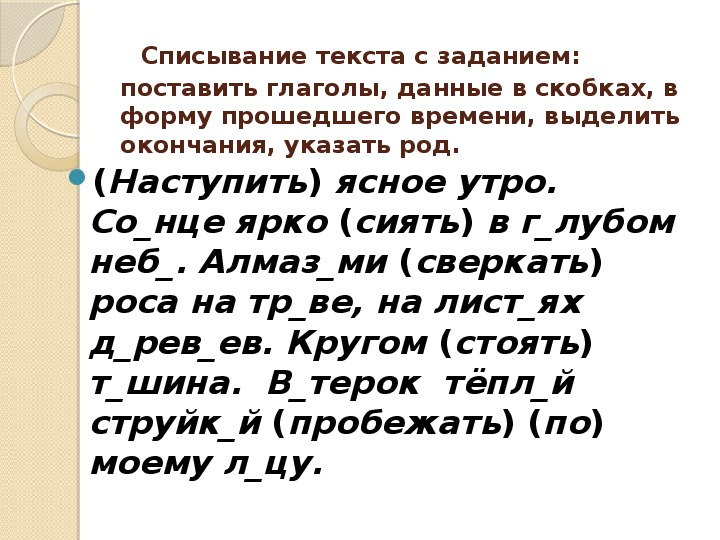 Списывание текста с заданием:
поставить глаголы, данные в скобках, в
форму прошедшего времени, выделить
окончания, указать род.
(Наступить) ясное утро.
Со_нце ярко (сиять) в г_лубом
неб_. Алмаз_ми (сверкать)
роса на тр_ве, на лист_ях
д_рев_ев. Кругом (стоять)
т_шина. В_терок тёпл_й
струйк_й (пробежать) (по)
моему л_цу.